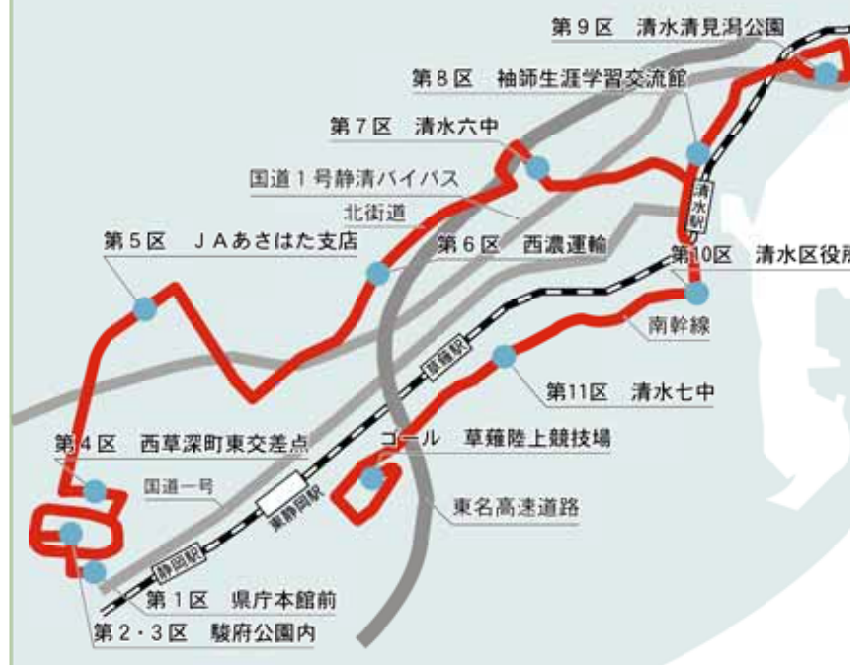 第９区　清水清見潟公園
第８区　袖師生涯学習交流館
第７区　清水六中
国道１号静清バイパス
清水駅
北街道
第５区　ＪＡあさはた支店
第６区　西濃運輸
第10区　清水区役所
南幹線
草薙駅
第11区　清水七中
第４区　西草深町東交差点
ゴール　草薙陸上競技場
国道一号
東静岡駅
東名高速道路
静岡駅
第１区　県庁本館前
第２・３区　駿府公園内